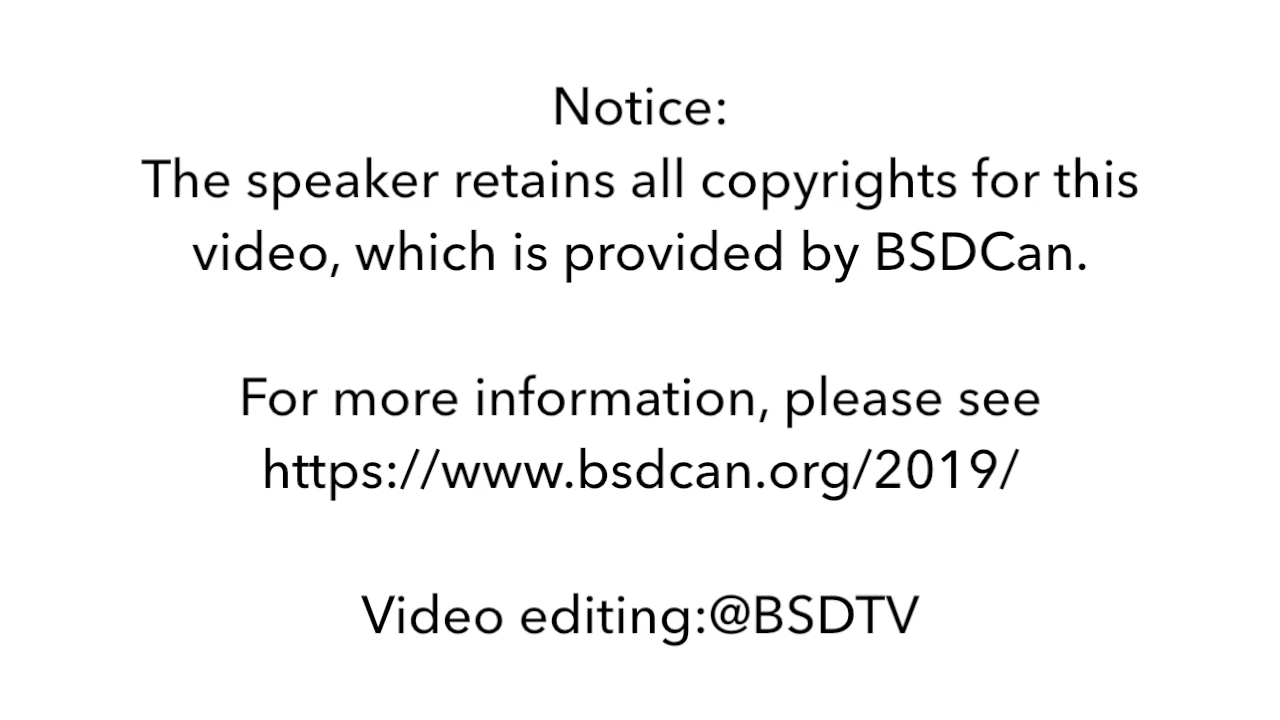 Notice:
The speaker retains all copyrights for this
video, which is provided by BSDCan.
For more information, please see
https://www.bsdcan.org/2019/
Video editing:@BSDTV